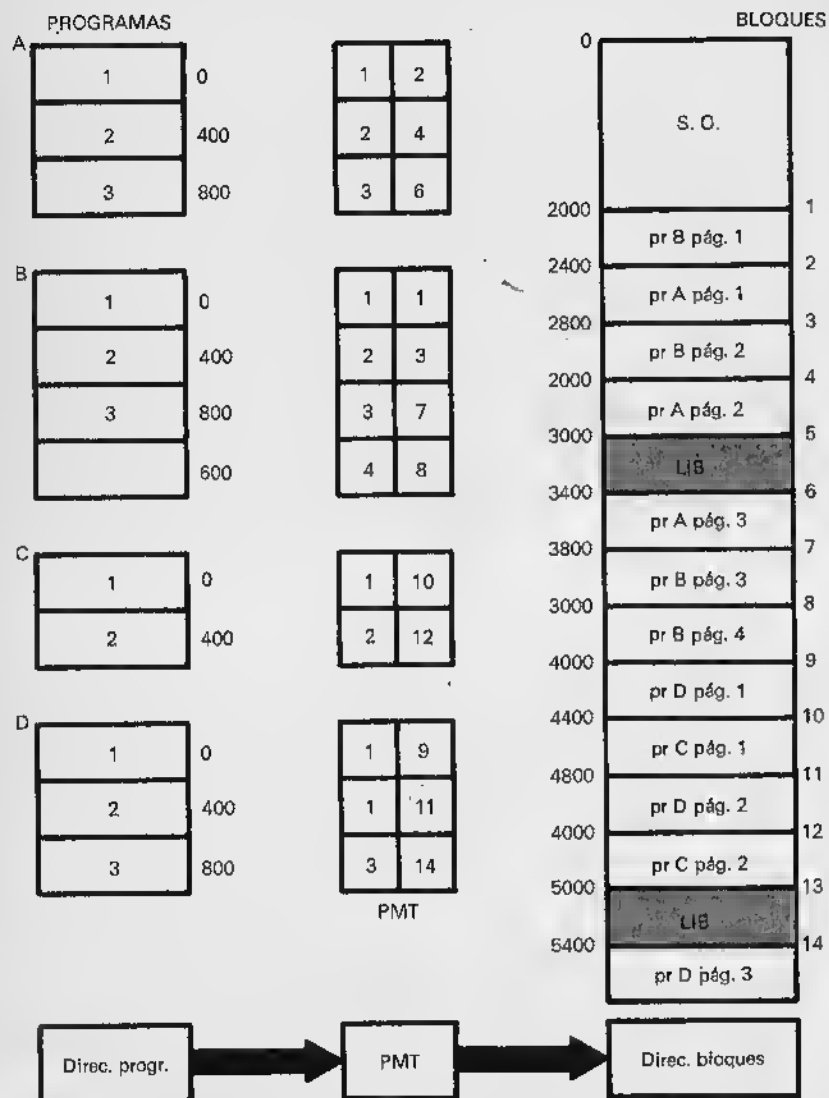 PROGRAMAS
A
1 0
2 400
3 800
B
1 0
2 400
3 800
600
C
1 0
2 400
D
1 0
2 400
3 800
1 2
2 4
3 6
1 1
2 3
3 7
4 8
1 10
2 12
1 9
1 11
3 14
PMT
BLOQUES
0
S. O.
2000 1
pr B pág. 1
2400 2
pr A pág. 1
2800 3
pr B pág. 2
2000 4
pr A pág. 2
3000 5
LIB
3400 6
pr A pág. 3
3800 7
pr B pág. 3
3000 8
pr B pág. 4
4000 9
pr D pág. 1
4400 10
pr C pág. 1
4800 11
pr D pág. 2
4000 12
pr C pág. 2
5000 13
LIB
5400 14
pr D pág. 3
Direc. progr. PMT Direc. bloques